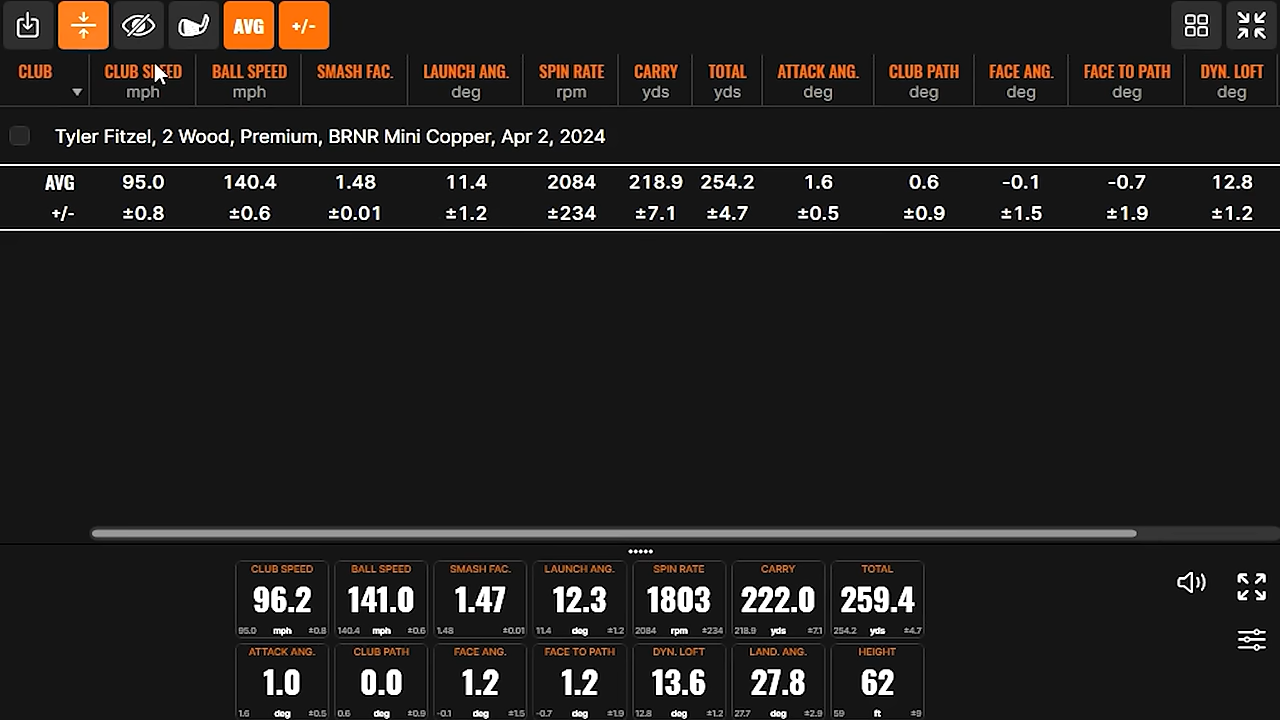 AVG +/-
CLUB CLUB SPEED BALL SPEED SMASH FAC. LAUNCH ANG. SPIN RATE CARRY TOTAL ATTACK ANG. CLUB PATH FACE ANG. FACE TO PATH DYN. LOFT
mph mph deg rpm yds yds deg deg deg deg deg
Tyler Fitzel, 2 Wood, Premium, BRNR Mini Copper, Apr 2, 2024
AVG 95.0 140.4 1.48 11.4 2084 218.9 254.2 1.6 0.6 -0.1 -0.7 12.8
+/- ±0.8 ±0.6 ±0.01 ±1.2 ±234 ±7.1 ±4.7 ±0.5 ±0.9 ±1.5 ±1.9 ±1.2
CLUB SPEED BALL SPEED SMASH FAC. LAUNCH ANG. SPIN RATE CARRY TOTAL
96.2 141.0 1.47 12.3 1803 222.0 259.4
95.0 mph ±0.8 140.4 mph ±0.6 1.48 ±0.01 11.4 deg ±1.2 2084 rpm ±234 218.9 yds ±7.1 254.2 yds ±4.7
ATTACK ANG. CLUB PATH FACE ANG. FACE TO PATH DYN. LOFT LAND. ANG. HEIGHT
1.0 0.0 1.2 1.2 13.6 27.8 62
1.6 deg ±0.5 0.6 deg ±0.9 -0.1 deg ±1.5 -0.7 deg ±1.9 12.8 deg ±1.2 27.7 deg ±2.9 59 ft ±9